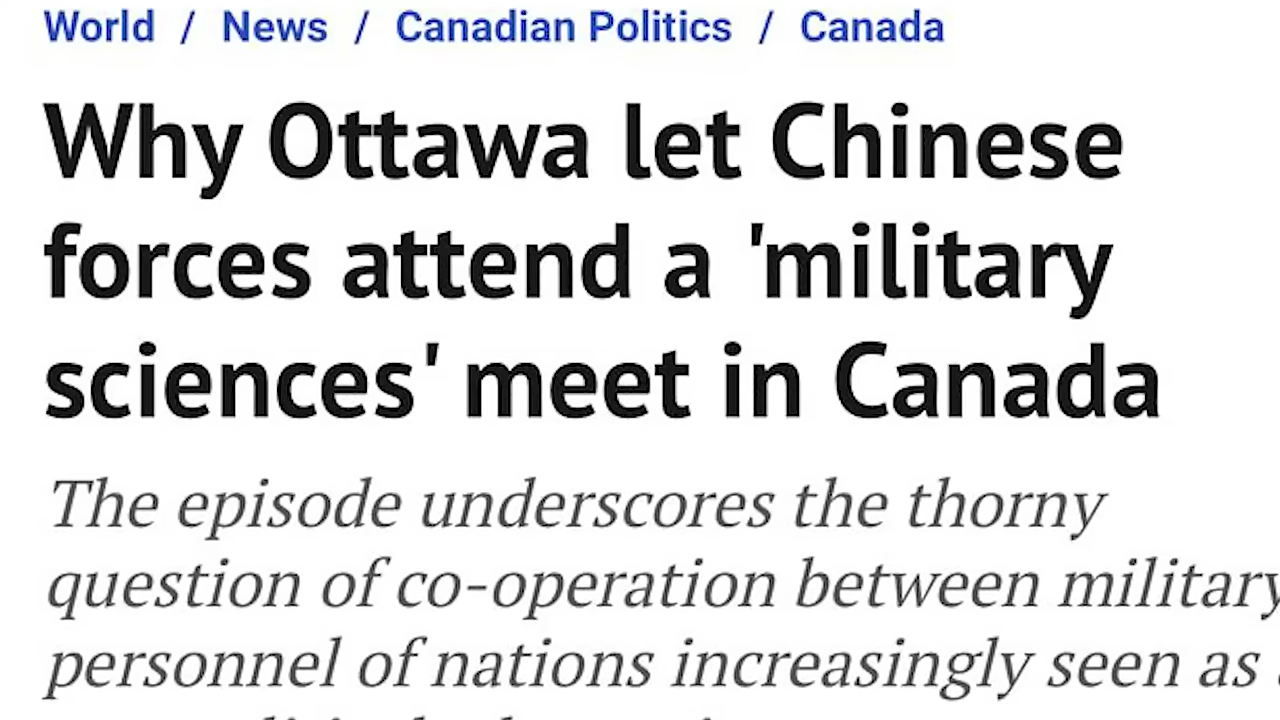 World / News / Canadian Politics / Canada
Why Ottawa let Chinese
forces attend a 'military
sciences' meet in Canada
The episode underscores the thorny
question of co-operation between military
personnel of nations increasingly seen as